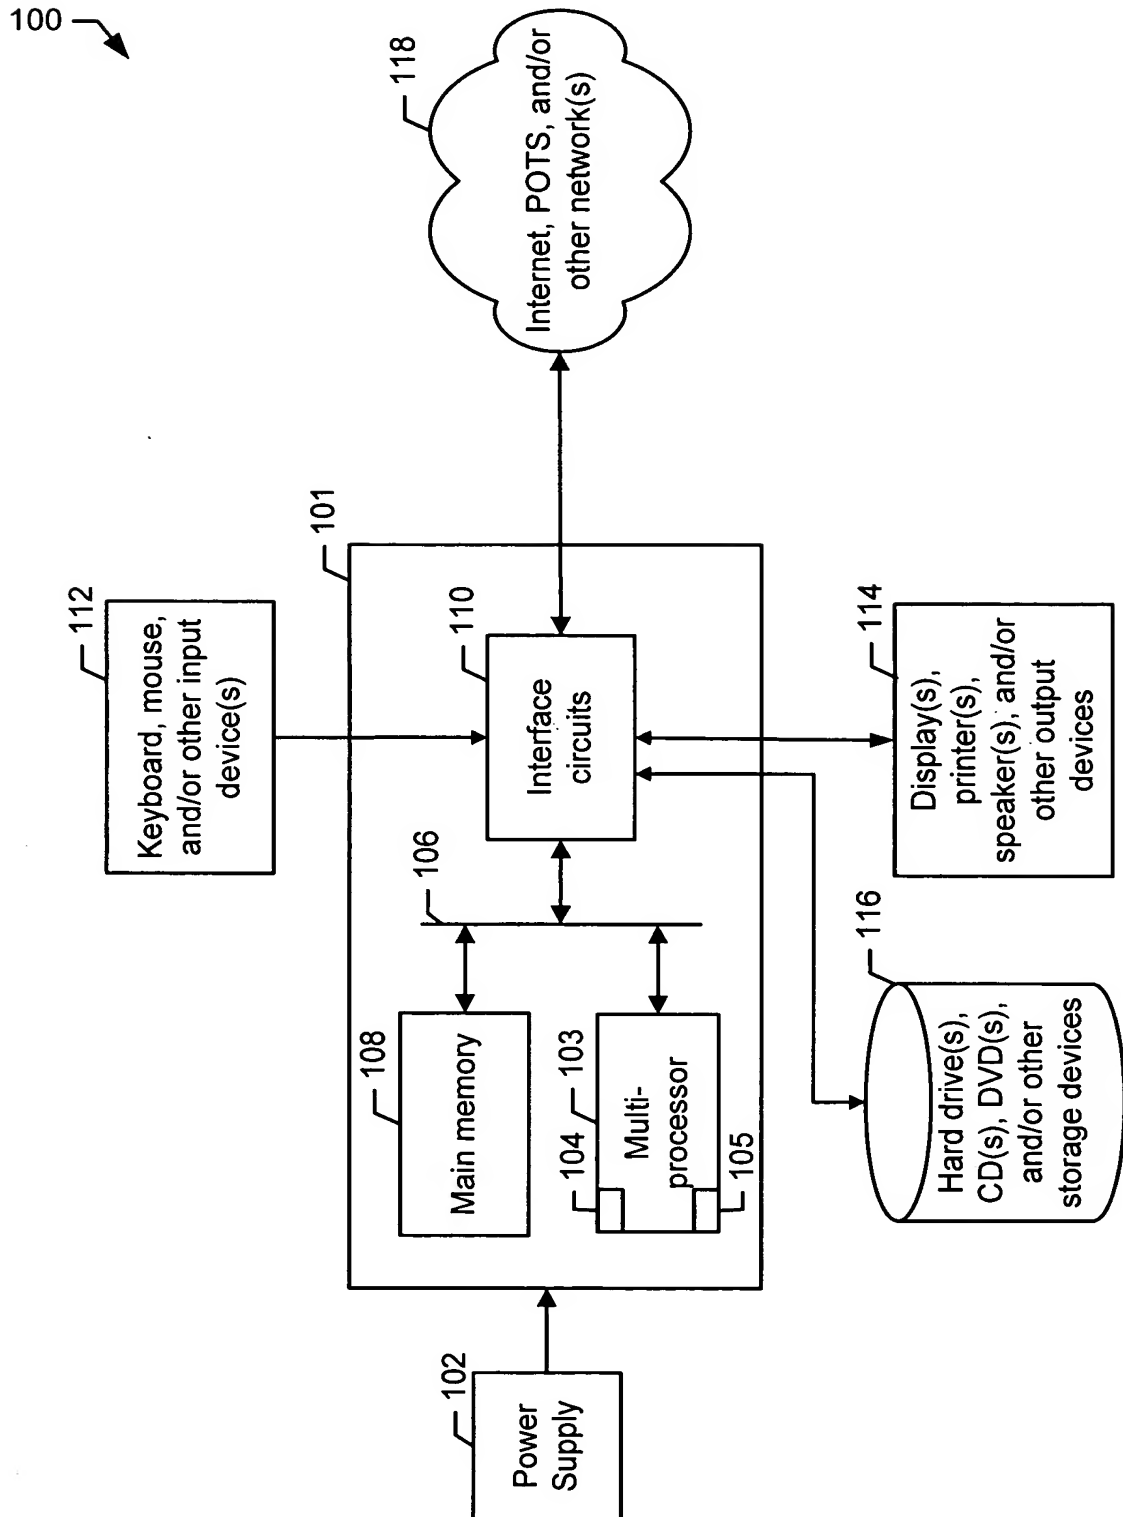 100
118
Internet, POTS, and/or
other network(s)
101
112
Keyboard, mouse,
and/or other input
device(s)
110
Interface
circuits
106
108
Main memory
103
104
Multi-
processor
105
102
Power
Supply
114
Display(s),
printer(s),
speaker(s), and/or
other output
devices
116
Hard drive(s),
CD(s), DVD(s),
and/or other
storage devices